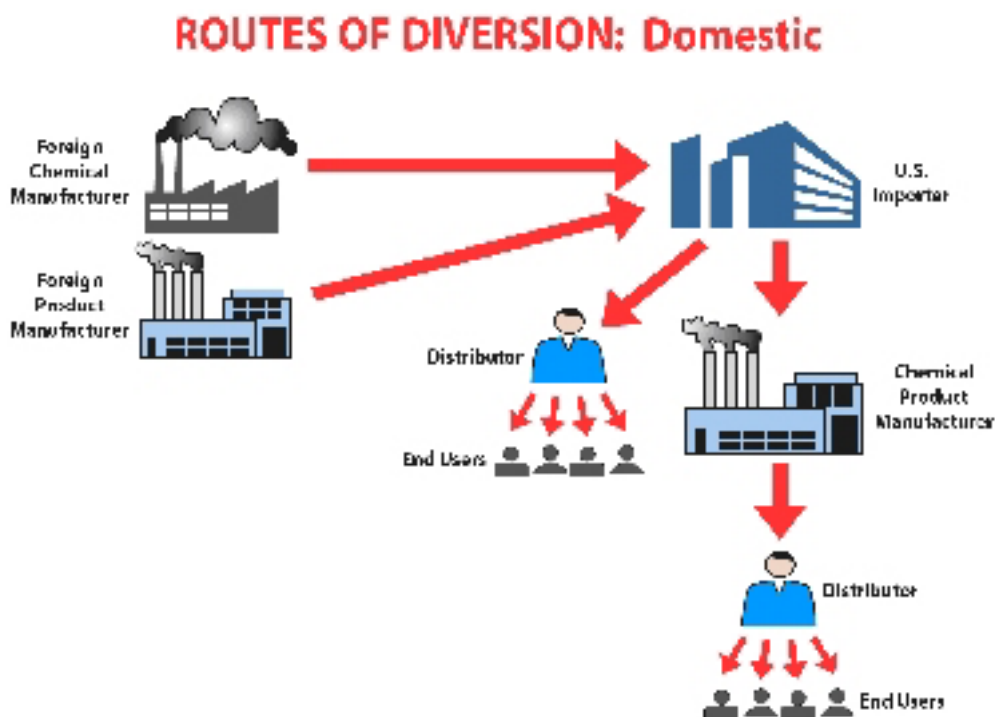 ROUTES OF DIVERSION: Domestic
Foreign
Chemical
Manufacturer
U.S.
Importer
Foreign
Product
Manufacturer
Distributor
Chemical
Product
Manufacturer
End Users
Distributor
End Users